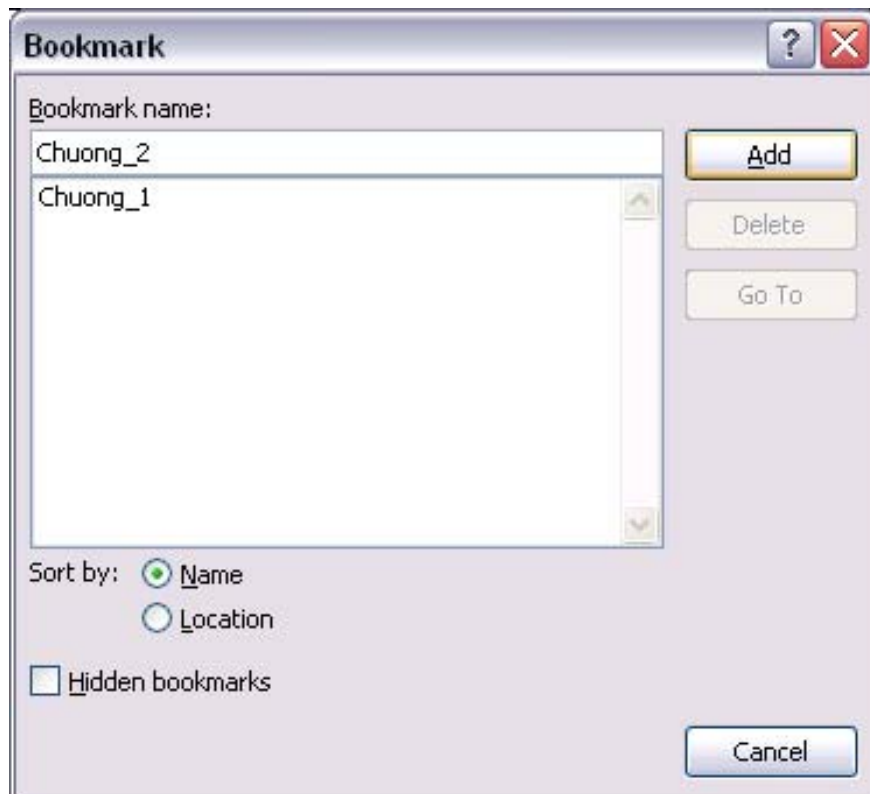 Bookmark
?
Bookmark name:
Chuong_2
Add
Chuong_1
Delete
Go To
Sort by: Name
Location
Hidden bookmarks
Cancel